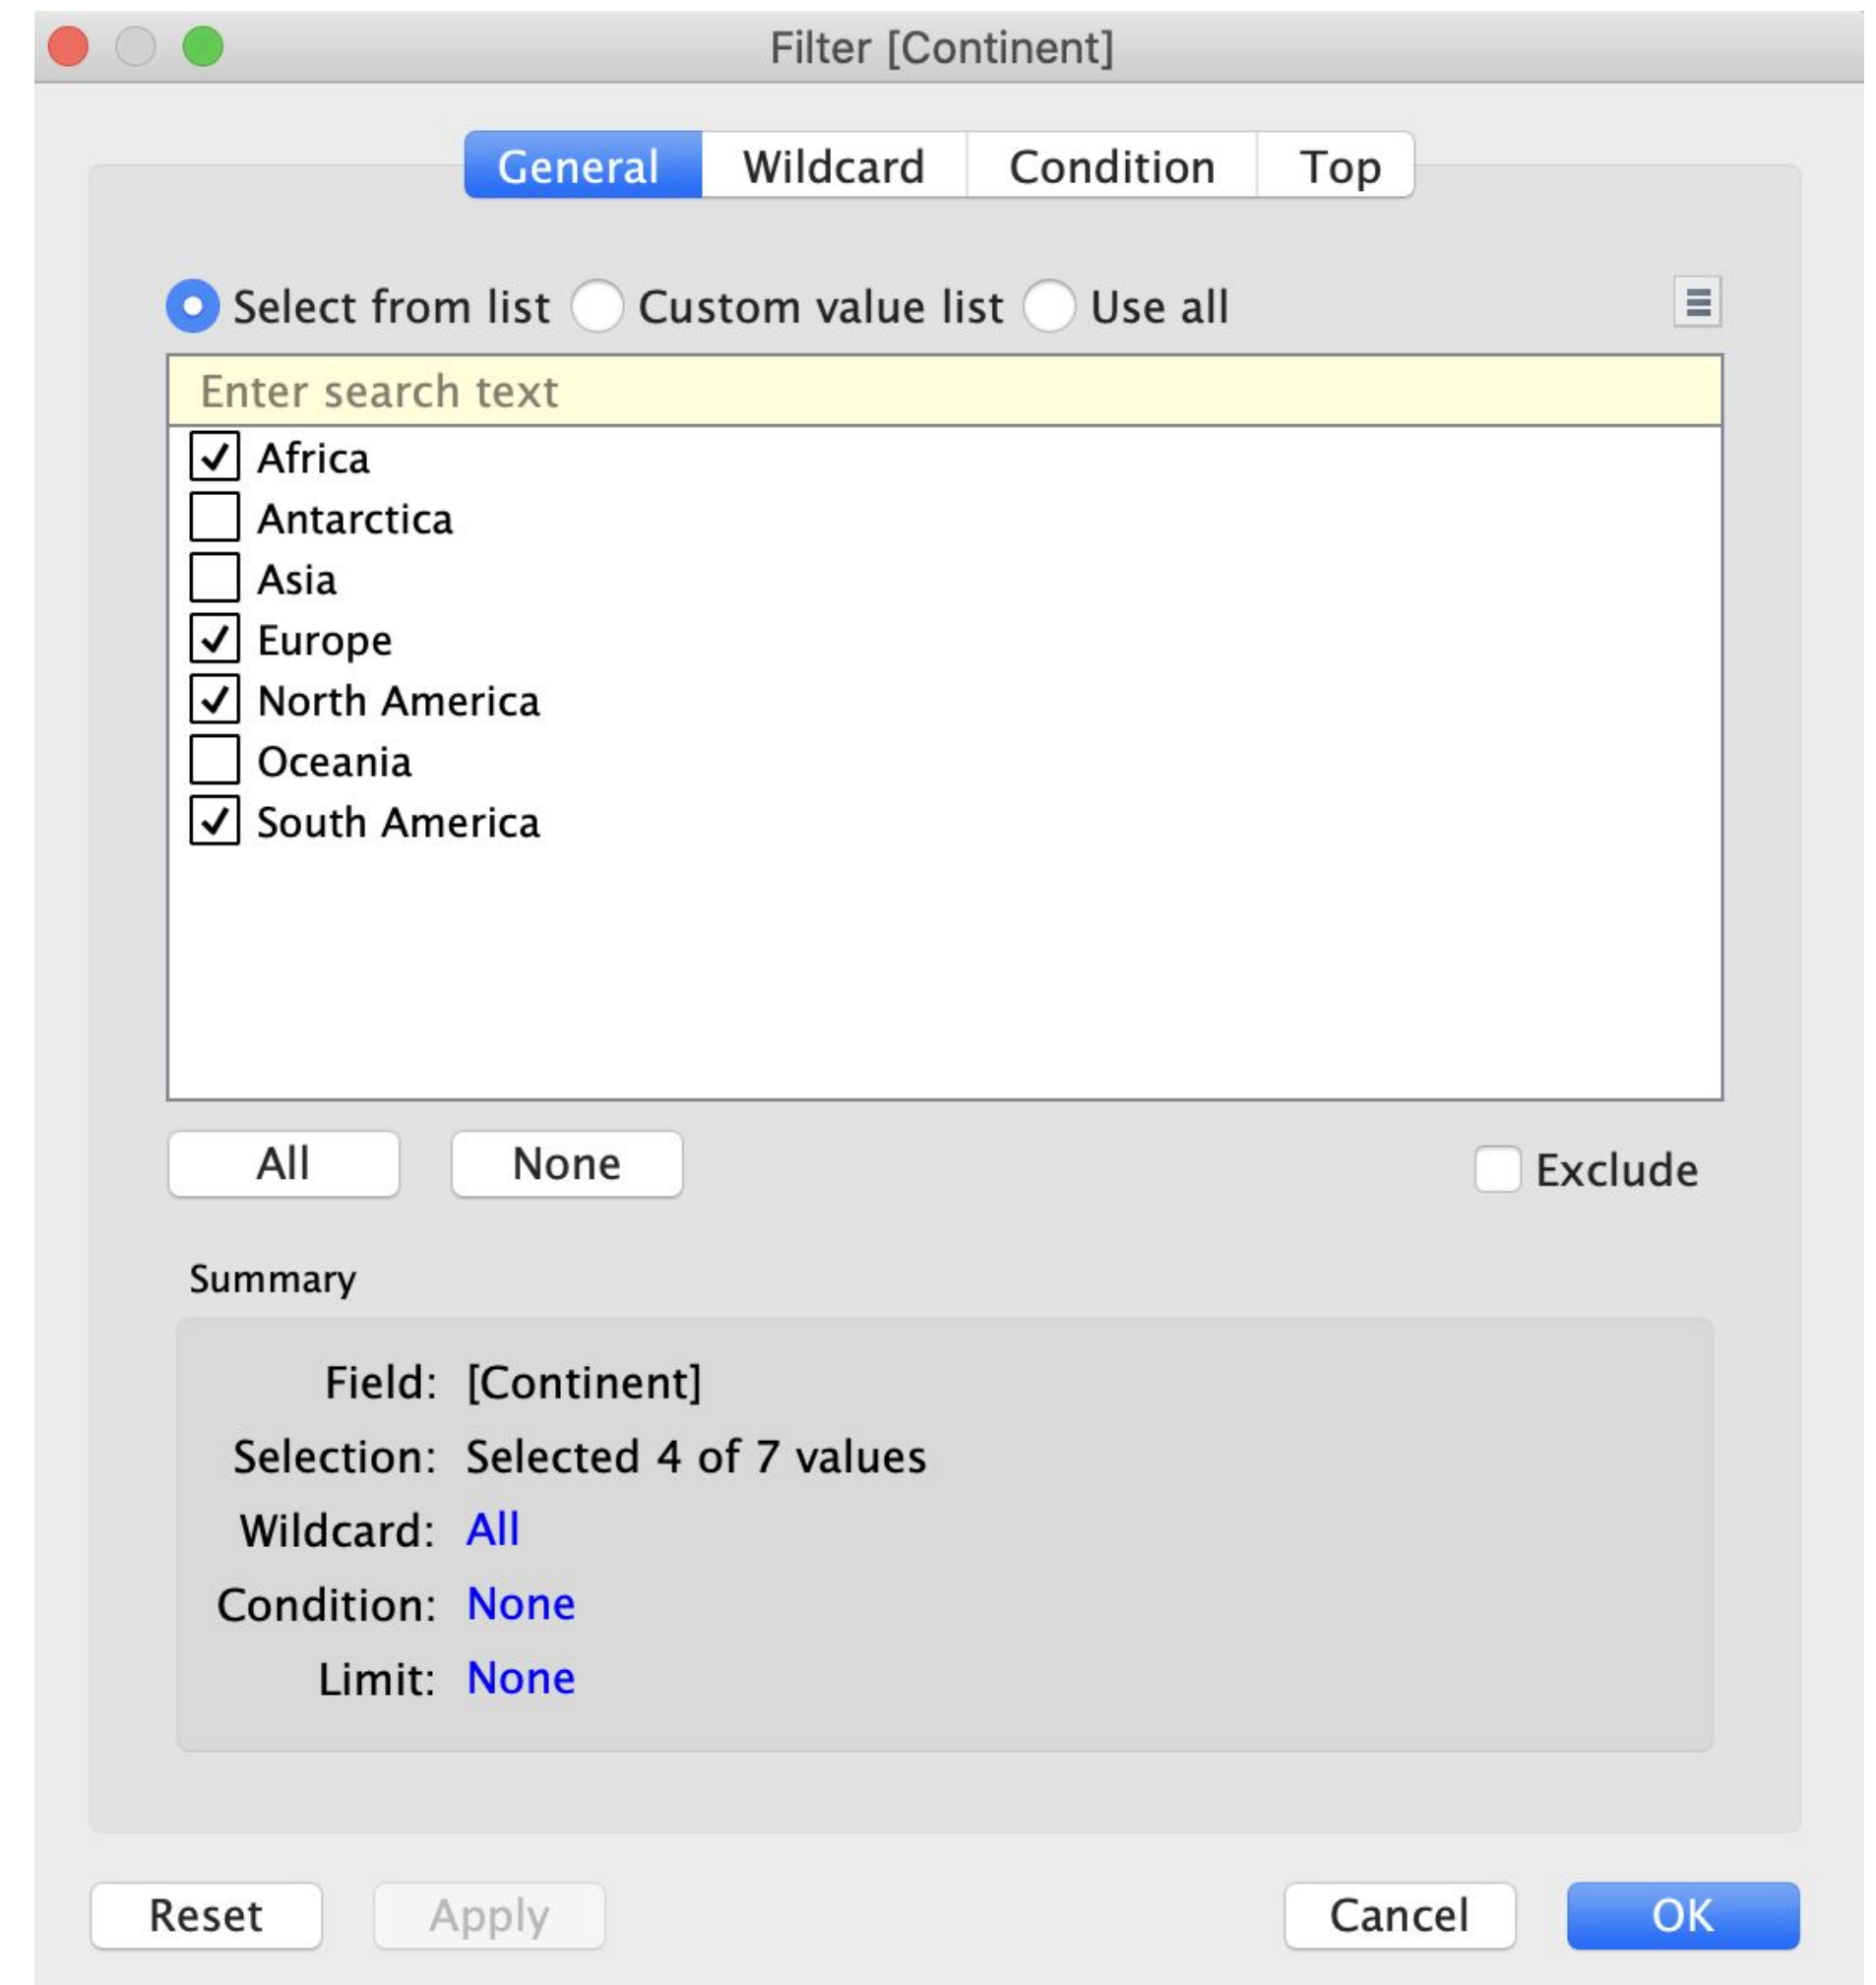 Filter [Continent]
General Wildcard Condition Top
Select from list Custom value list Use all
Enter search text
Africa
Antarctica
Asia
Europe
North America
Oceania
South America
All None Exclude
Summary
Field: [Continent]
Selection: Selected 4 of 7 values
Wildcard: All
Condition: None
Limit: None
Reset Apply Cancel OK